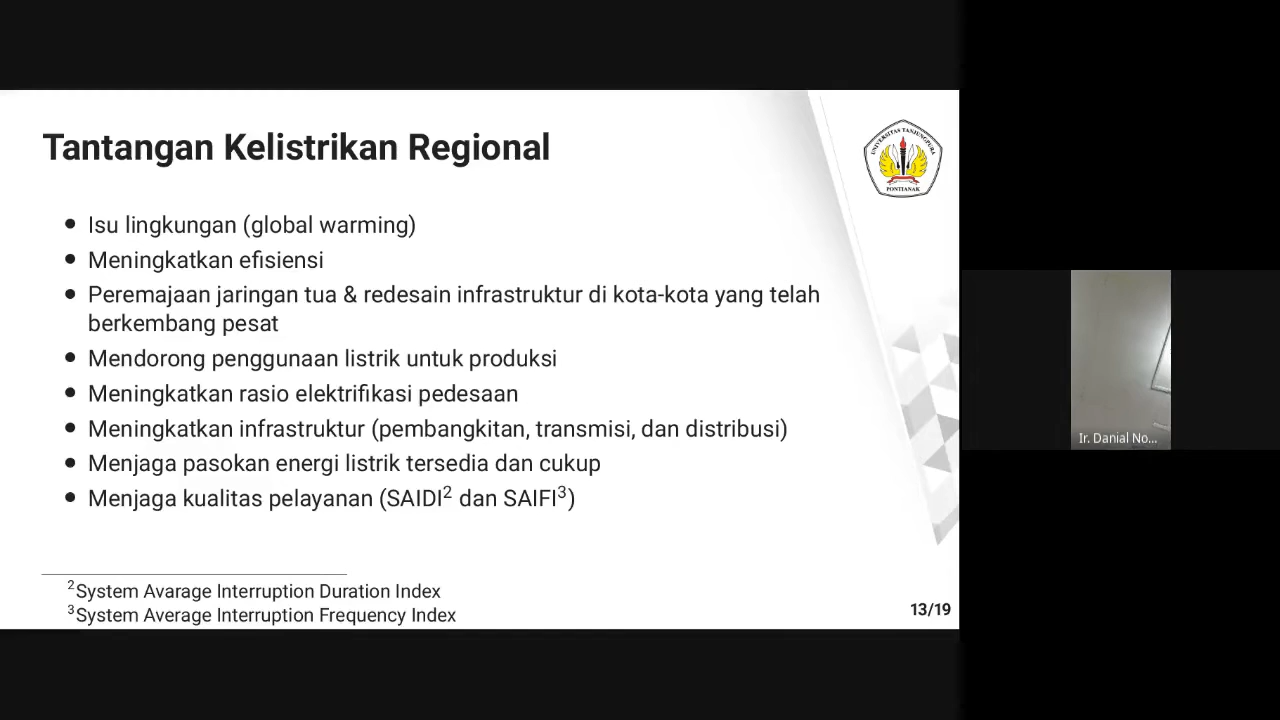 Tantangan Kelistrikan Regional
UNIVERSITAS TANJUNGPURA
PONTIANAK
● Isu lingkungan (global warming)
● Meningkatkan efisiensi
● Peremajaan jaringan tua & redesain infrastruktur di kota-kota yang telah
berkembang pesat
● Mendorong penggunaan listrik untuk produksi
● Meningkatkan rasio elektrifikasi pedesaan
● Meningkatkan infrastruktur (pembangkitan, transmisi, dan distribusi)
● Menjaga pasokan energi listrik tersedia dan cukup
● Menjaga kualitas pelayanan (SAIDI² dan SAIFI³)
²System Avarage Interruption Duration Index
³System Average Interruption Frequency Index
13/19
Ir. Danial No...